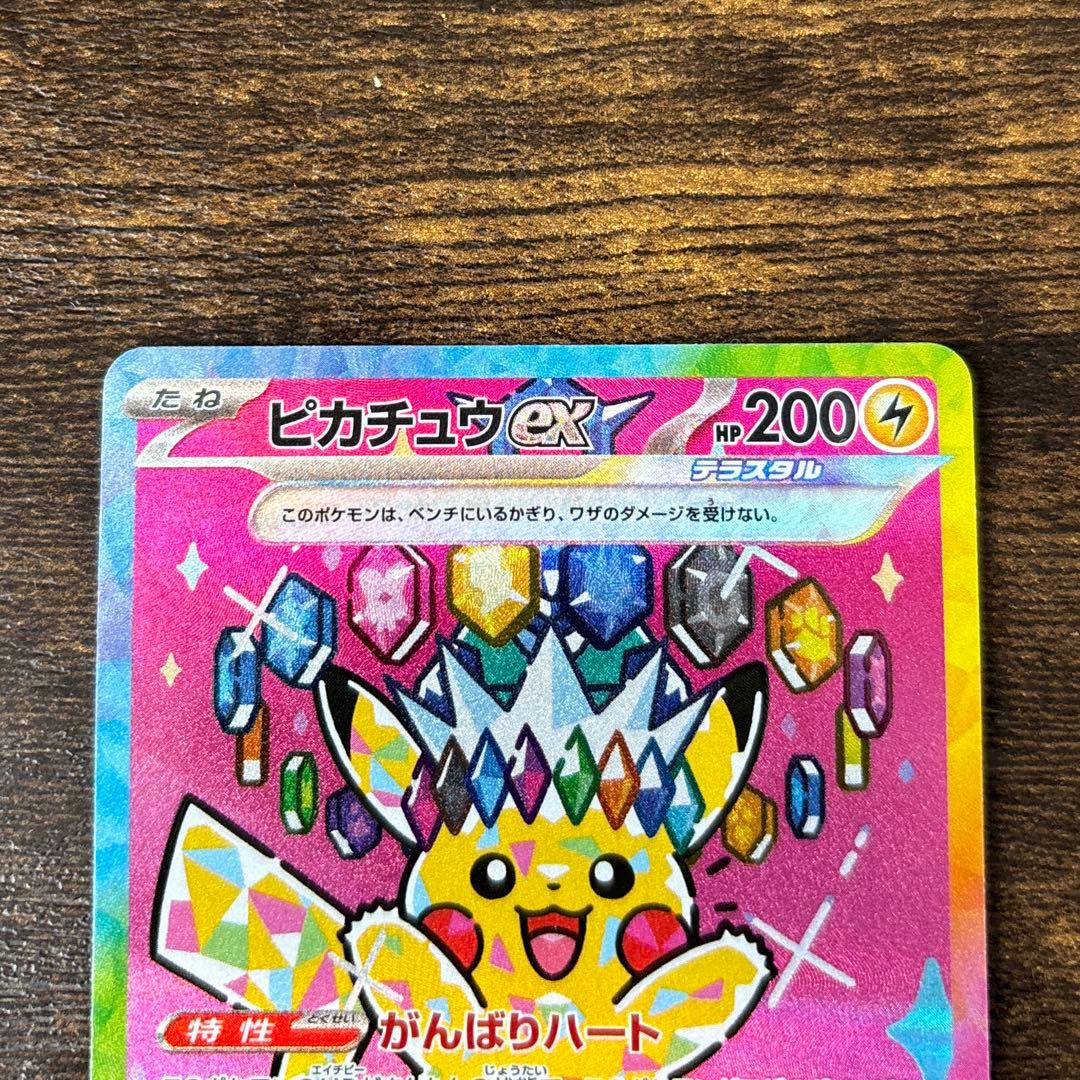 たね ピカチュウex HP200
テラスタル
このポケモンは、ベンチにいるかぎり、ワザのダメージを受けない。
特性 がんばりハート